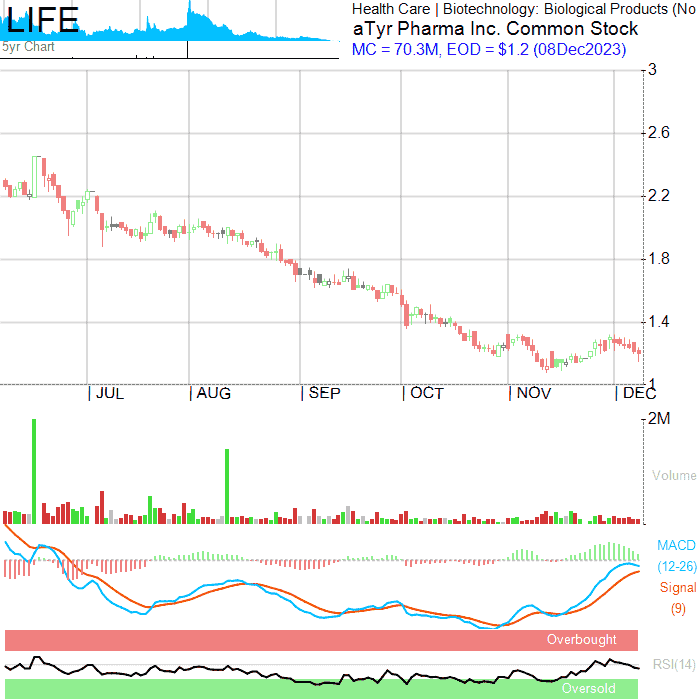 LIFE
5yr Chart
Health Care | Biotechnology: Biological Products (No
aTyr Pharma Inc. Common Stock
MC = 70.3M, EOD = $1.2 (08Dec2023)
3
2.6
2.2
1.8
1.4
1
JUL
AUG
SEP
OCT
NOV
DEC
2M
Volume
MACD
(12-26)
Signal
(9)
Overbought
RSI(14)
Oversold